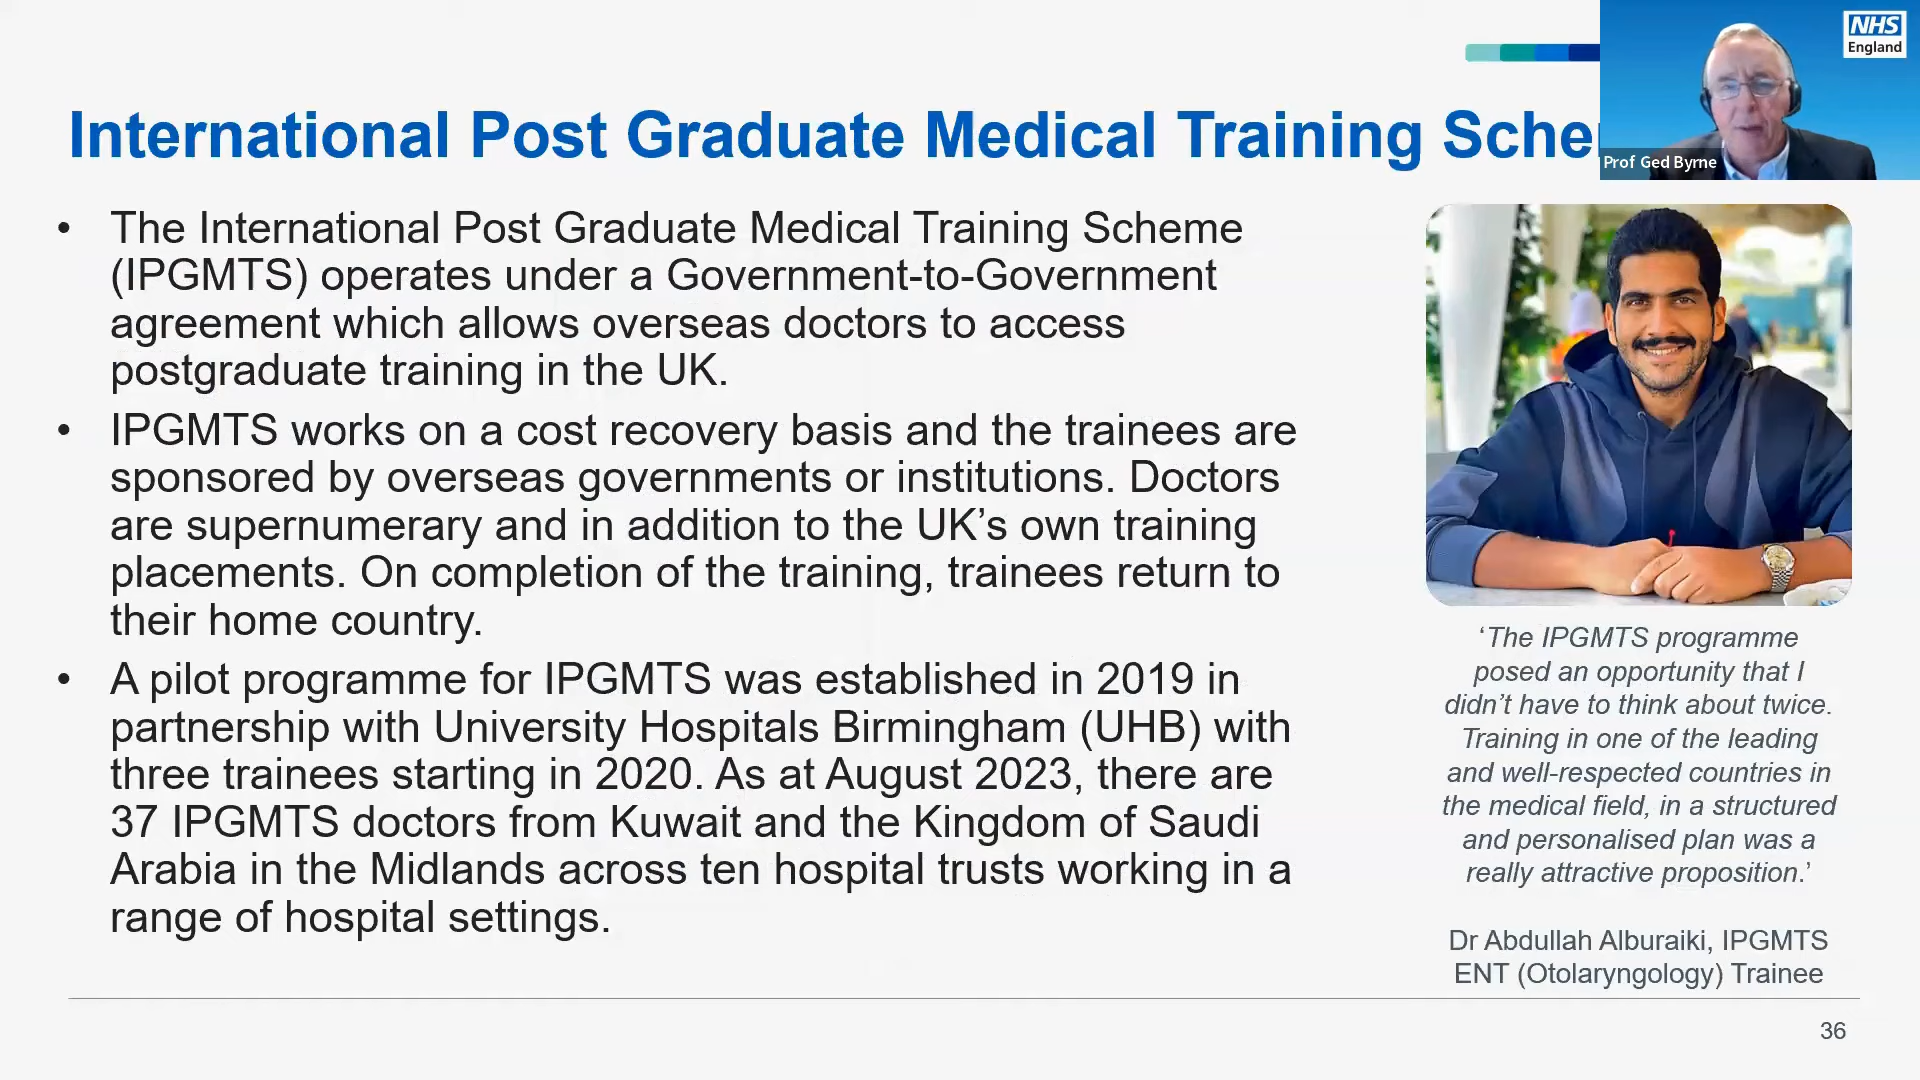 NHS
England
International Post Graduate Medical Training Sche
Prof Ged Byrne
• The International Post Graduate Medical Training Scheme
(IPGMTS) operates under a Government-to-Government
agreement which allows overseas doctors to access
postgraduate training in the UK.
• IPGMTS works on a cost recovery basis and the trainees are
sponsored by overseas governments or institutions. Doctors
are supernumerary and in addition to the UK’s own training
placements. On completion of the training, trainees return to
their home country.
• A pilot programme for IPGMTS was established in 2019 in
partnership with University Hospitals Birmingham (UHB) with
three trainees starting in 2020. As at August 2023, there are
37 IPGMTS doctors from Kuwait and the Kingdom of Saudi
Arabia in the Midlands across ten hospital trusts working in a
range of hospital settings.
‘The IPGMTS programme
posed an opportunity that I
didn’t have to think about twice.
Training in one of the leading
and well-respected countries in
the medical field, in a structured
and personalised plan was a
really attractive proposition.’
Dr Abdullah Alburaiki, IPGMTS
ENT (Otolaryngology) Trainee
36